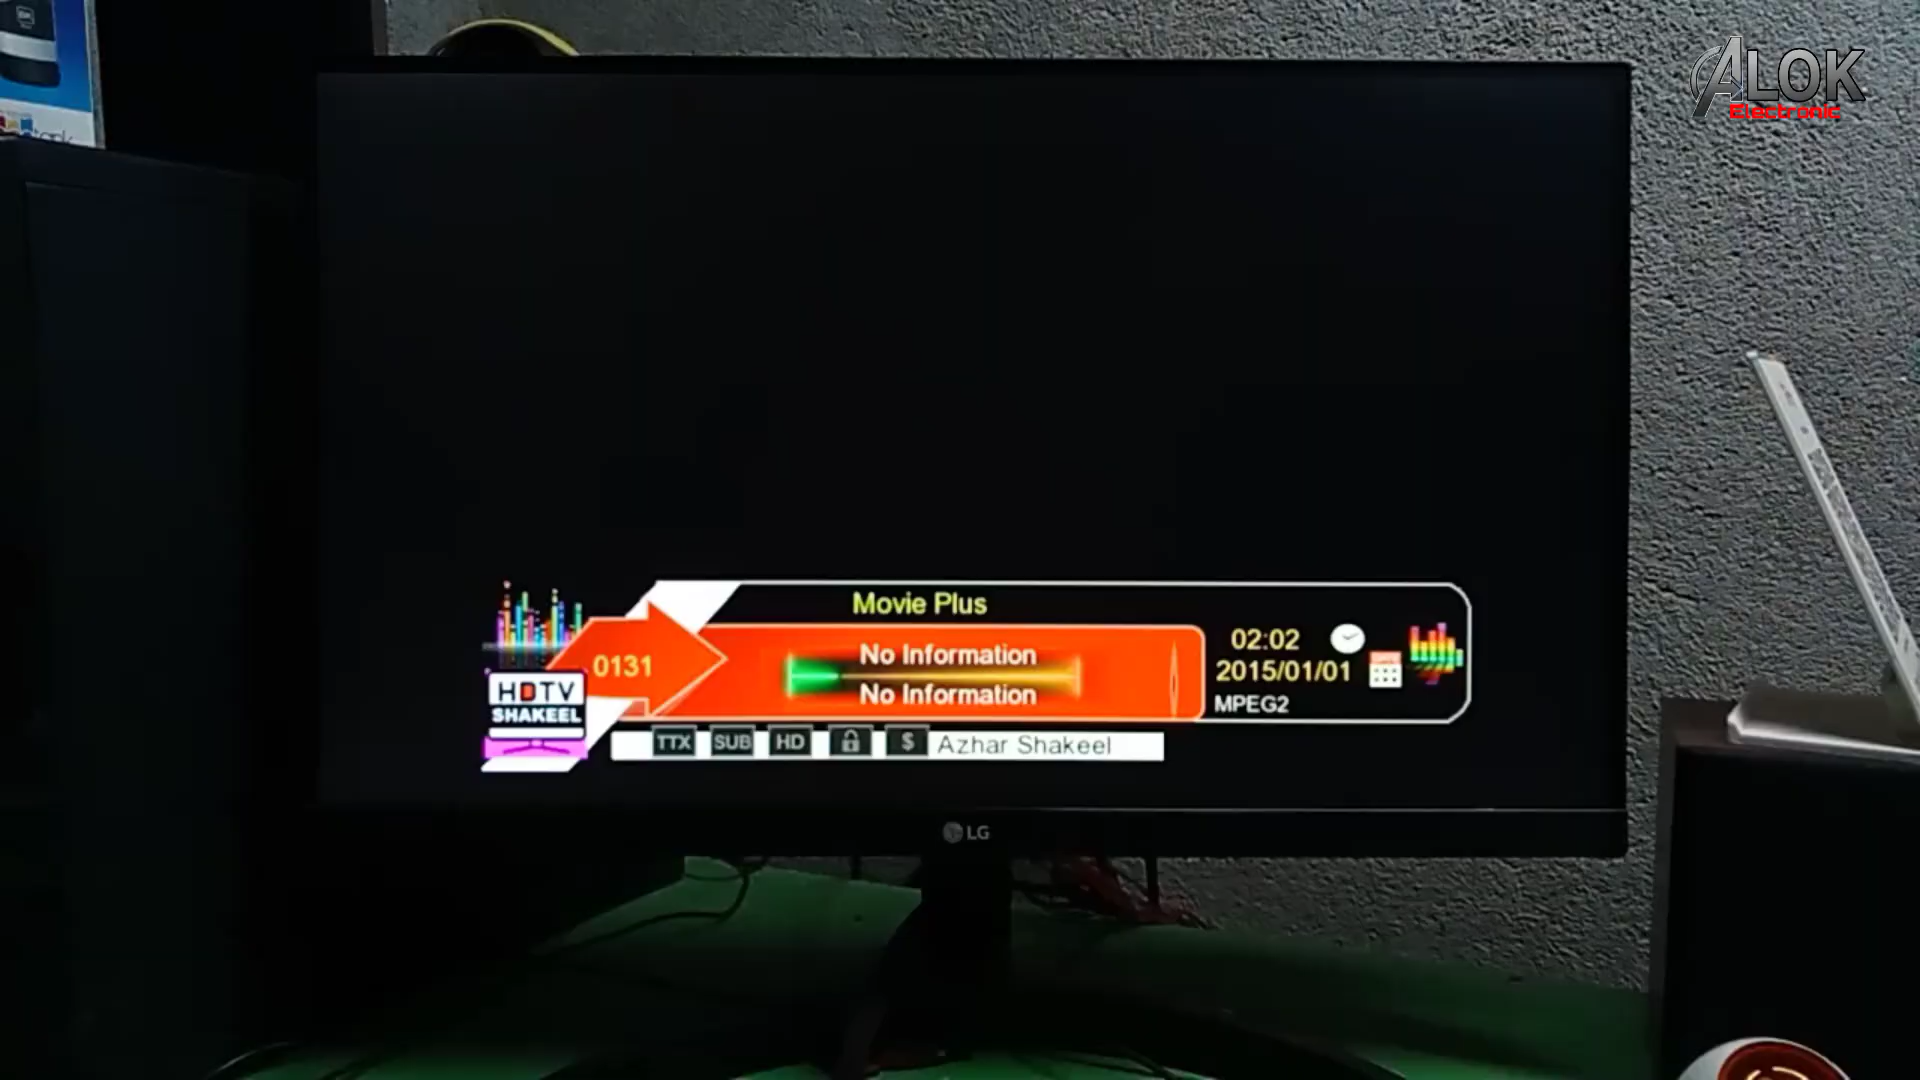 ALOK
Electronic
Movie Plus
0131
No Information
No Information
02:02
2015/01/01
MPEG2
HDTV
SHAKEEL
TTX SUB HD $ Azhar Shakeel
LG